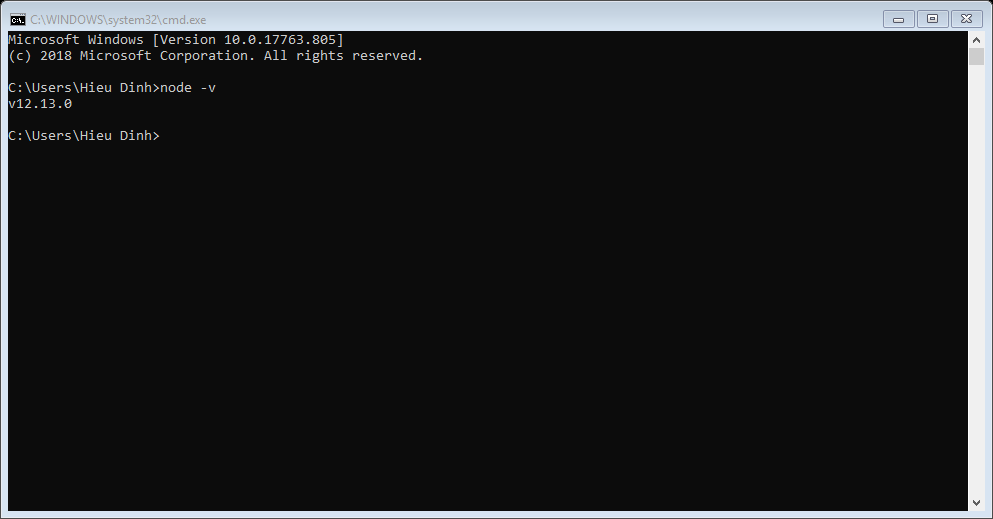 C:\WINDOWS\system32\cmd.exe
Microsoft Windows [Version 10.0.17763.805]
(c) 2018 Microsoft Corporation. All rights reserved.
C:\Users\Hieu Dinh>node -v
v12.13.0
C:\Users\Hieu Dinh>